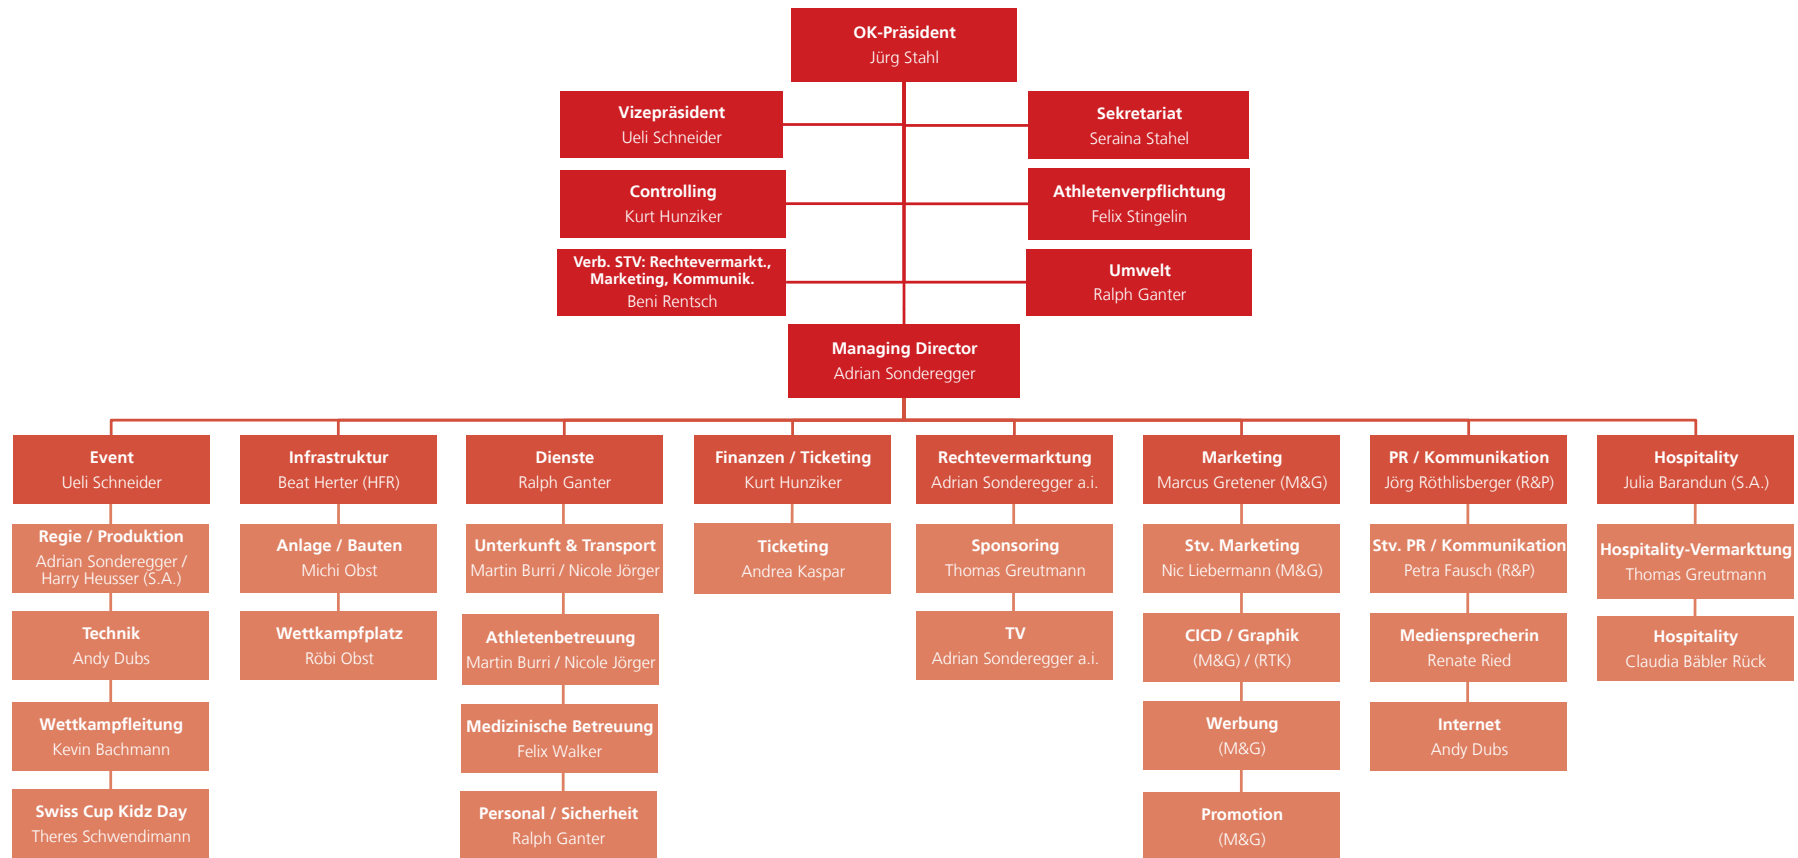 OK-Präsident
Jürg Stahl
Vizepräsident
Ueli Schneider
Sekretariat
Seraina Stahel
Controlling
Kurt Hunziker
Athletenverpflichtung
Felix Stingelin
Verb. STV: Rechtevermarkt.,
Marketing, Kommunik.
Beni Rentsch
Umwelt
Ralph Ganter
Managing Director
Adrian Sonderegger
Event
Ueli Schneider
Regie / Produktion
Adrian Sonderegger /
Harry Heusser (S.A.)
Technik
Andy Dubs
Wettkampfleitung
Kevin Bachmann
Swiss Cup Kidz Day
Theres Schwendimann
Infrastruktur
Beat Herter (HFR)
Anlage / Bauten
Michi Obst
Wettkampfplatz
Röbi Obst
Dienste
Ralph Ganter
Unterkunft & Transport
Martin Burri / Nicole Jörger
Athletenbetreuung
Martin Burri / Nicole Jörger
Medizinische Betreuung
Felix Walker
Personal / Sicherheit
Ralph Ganter
Finanzen / Ticketing
Kurt Hunziker
Ticketing
Andrea Kaspar
Rechtevermarktung
Adrian Sonderegger a.i.
Sponsoring
Thomas Greutmann
TV
Adrian Sonderegger a.i.
Marketing
Marcus Gretener (M&G)
Stv. Marketing
Nic Liebermann (M&G)
CICD / Graphik
(M&G) / (RTK)
Werbung
(M&G)
Promotion
(M&G)
PR / Kommunikation
Jörg Röthlisberger (R&P)
Stv. PR / Kommunikation
Petra Fausch (R&P)
Mediensprecherin
Renate Ried
Internet
Andy Dubs
Hospitality
Julia Barandun (S.A.)
Hospitality-Vermarktung
Thomas Greutmann
Hospitality
Claudia Bäbler Rück